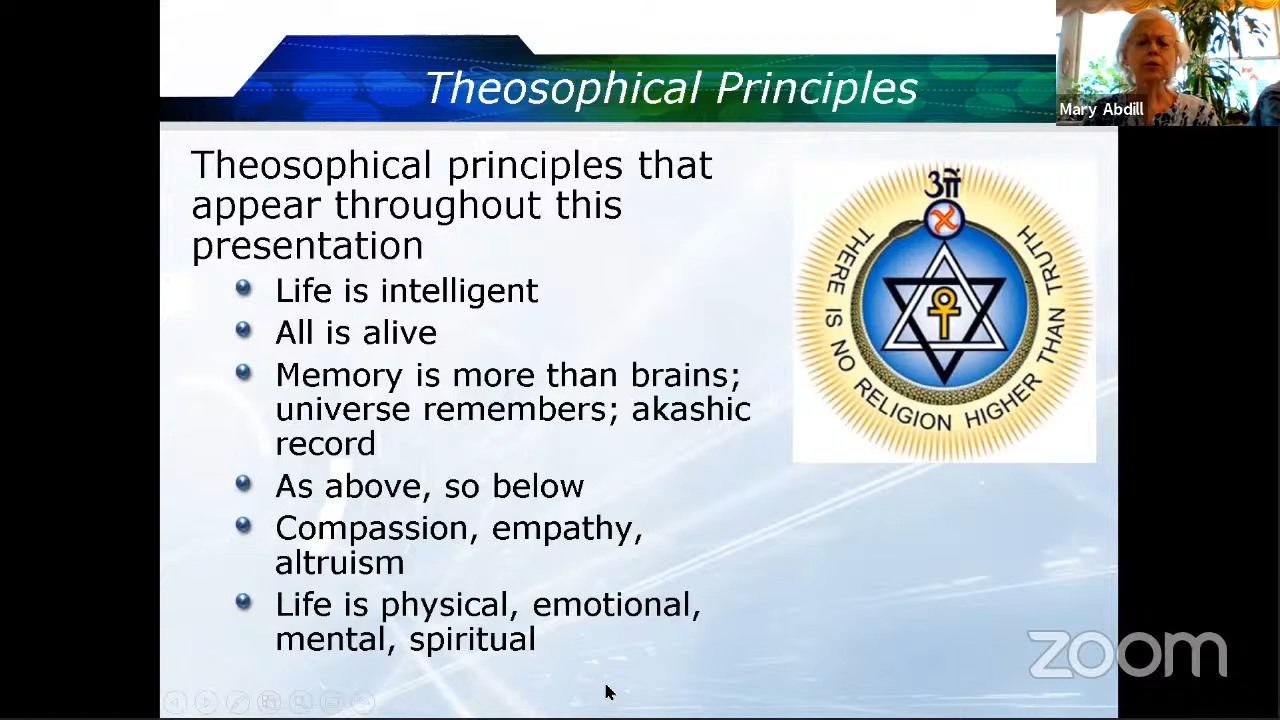 Theosophical Principles
Mary Abdill
Theosophical principles that
appear throughout this
presentation
Life is intelligent
All is alive
Memory is more than brains;
universe remembers; akashic
record
As above, so below
Compassion, empathy,
altruism
Life is physical, emotional,
mental, spiritual
ओं
THERE IS NO RELIGION HIGHER THAN TRUTH
zoom